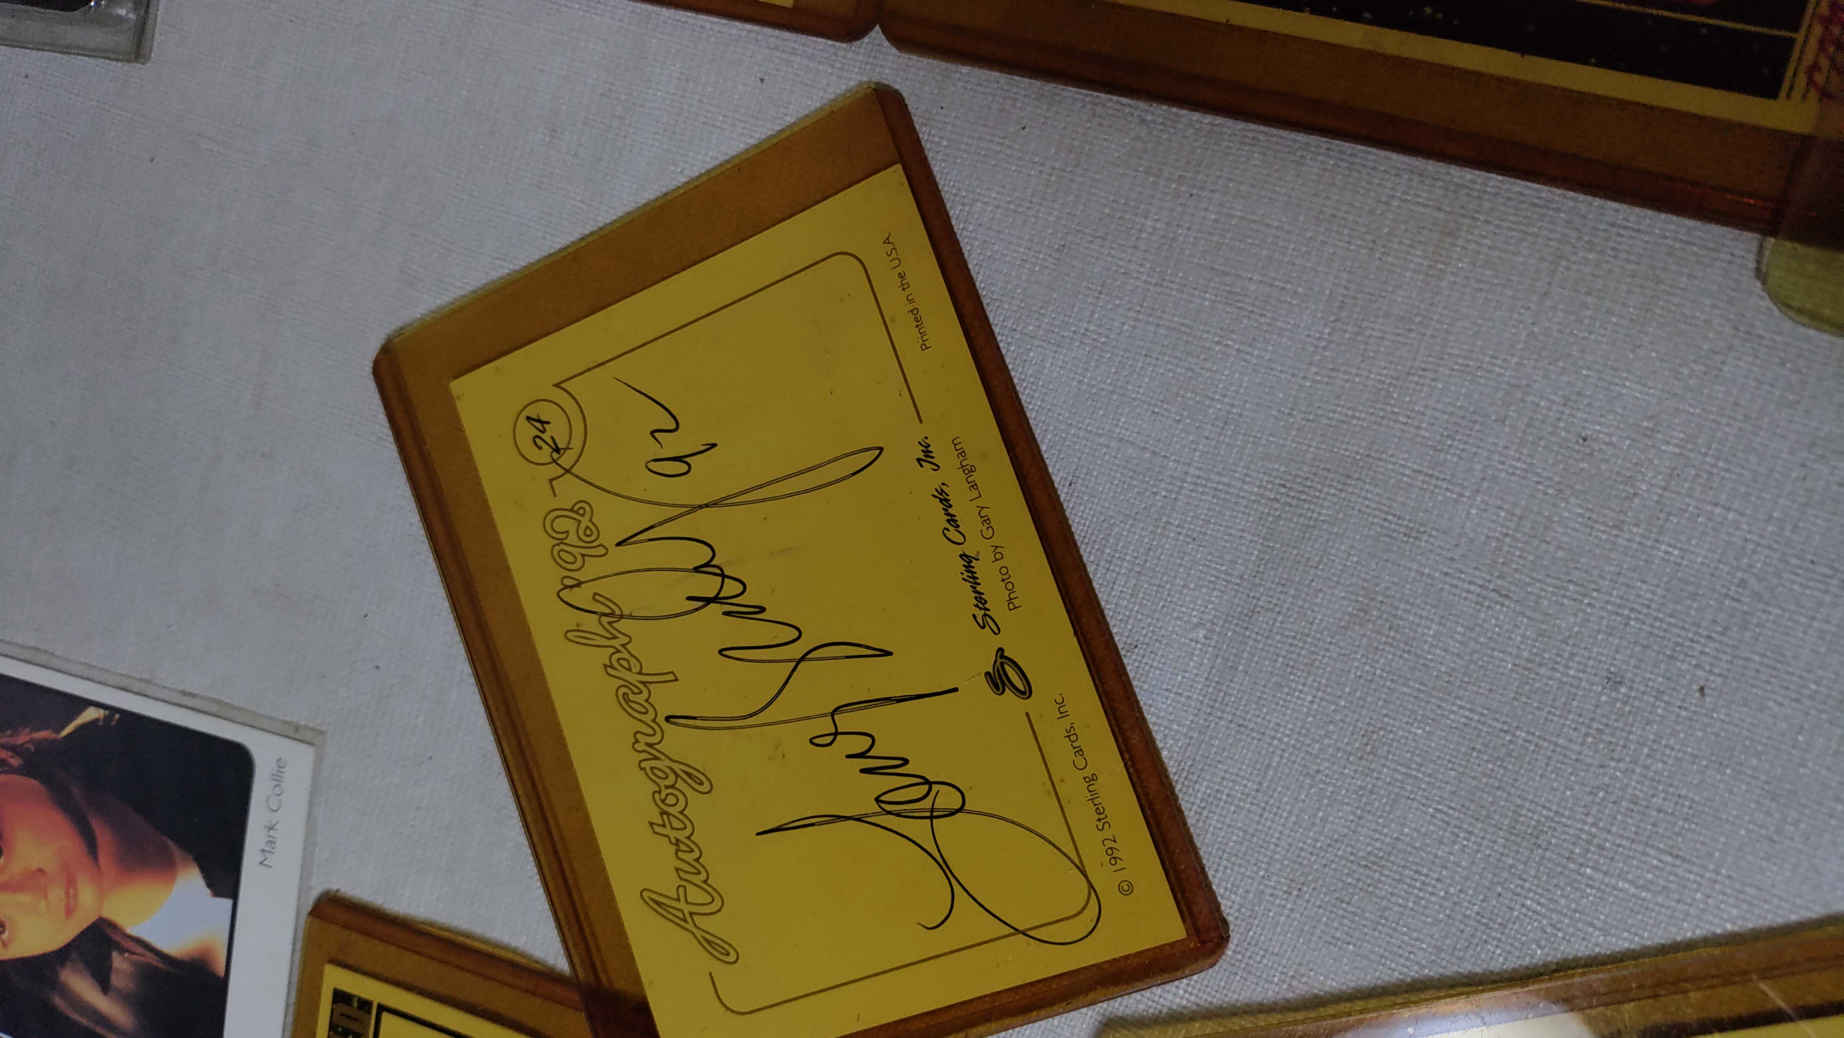 Autograph '92
24
92
Sterling Cards, Inc.
© 1992 Sterling Cards, Inc.
Photo by Gary Langham
Printed in the USA
Mark Collie